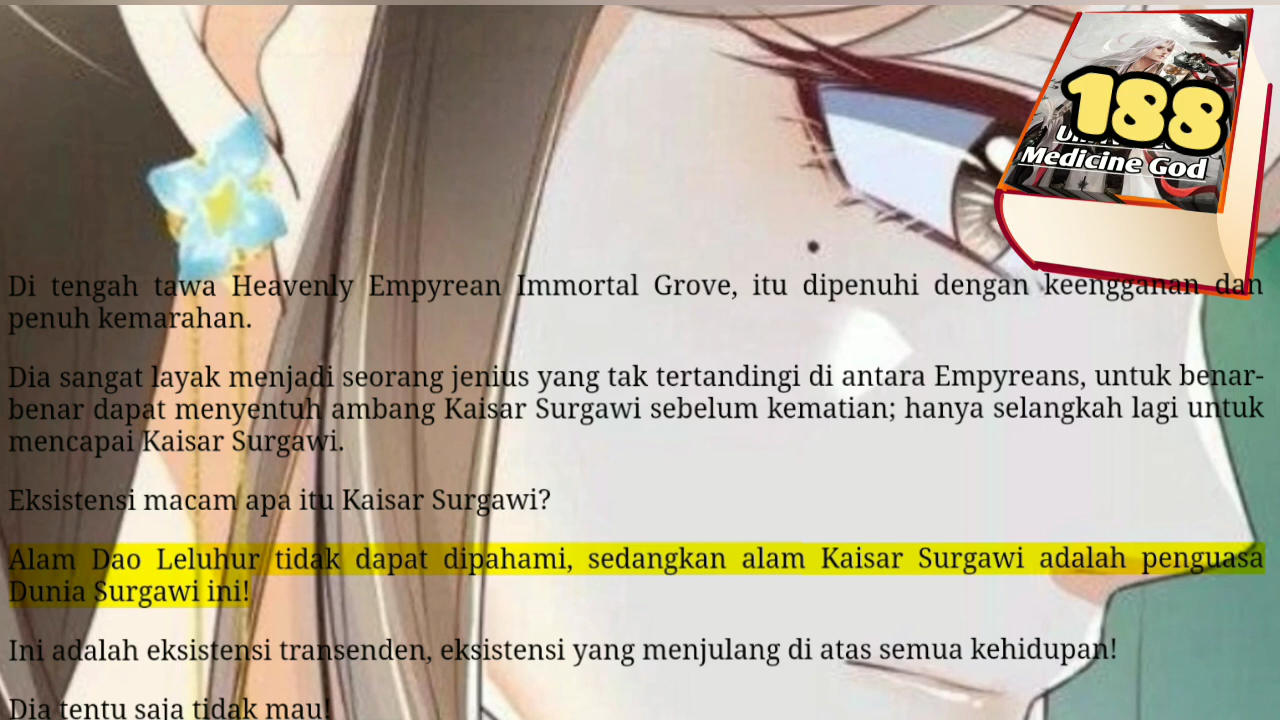 188
Medicine God
Di tengah tawa Heavenly Empyrean Immortal Grove, itu dipenuhi dengan keengganan dan
penuh kemarahan.
Dia sangat layak menjadi seorang jenius yang tak tertandingi di antara Empyreans, untuk benar-
benar dapat menyentuh ambang Kaisar Surgawi sebelum kematian; hanya selangkah lagi untuk
mencapai Kaisar Surgawi.
Eksistensi macam apa itu Kaisar Surgawi?
Alam Dao Leluhur tidak dapat dipahami, sedangkan alam Kaisar Surgawi adalah penguasa
Dunia Surgawi ini!
Ini adalah eksistensi transenden, eksistensi yang menjulang di atas semua kehidupan!
Dia tentu saja tidak mau!